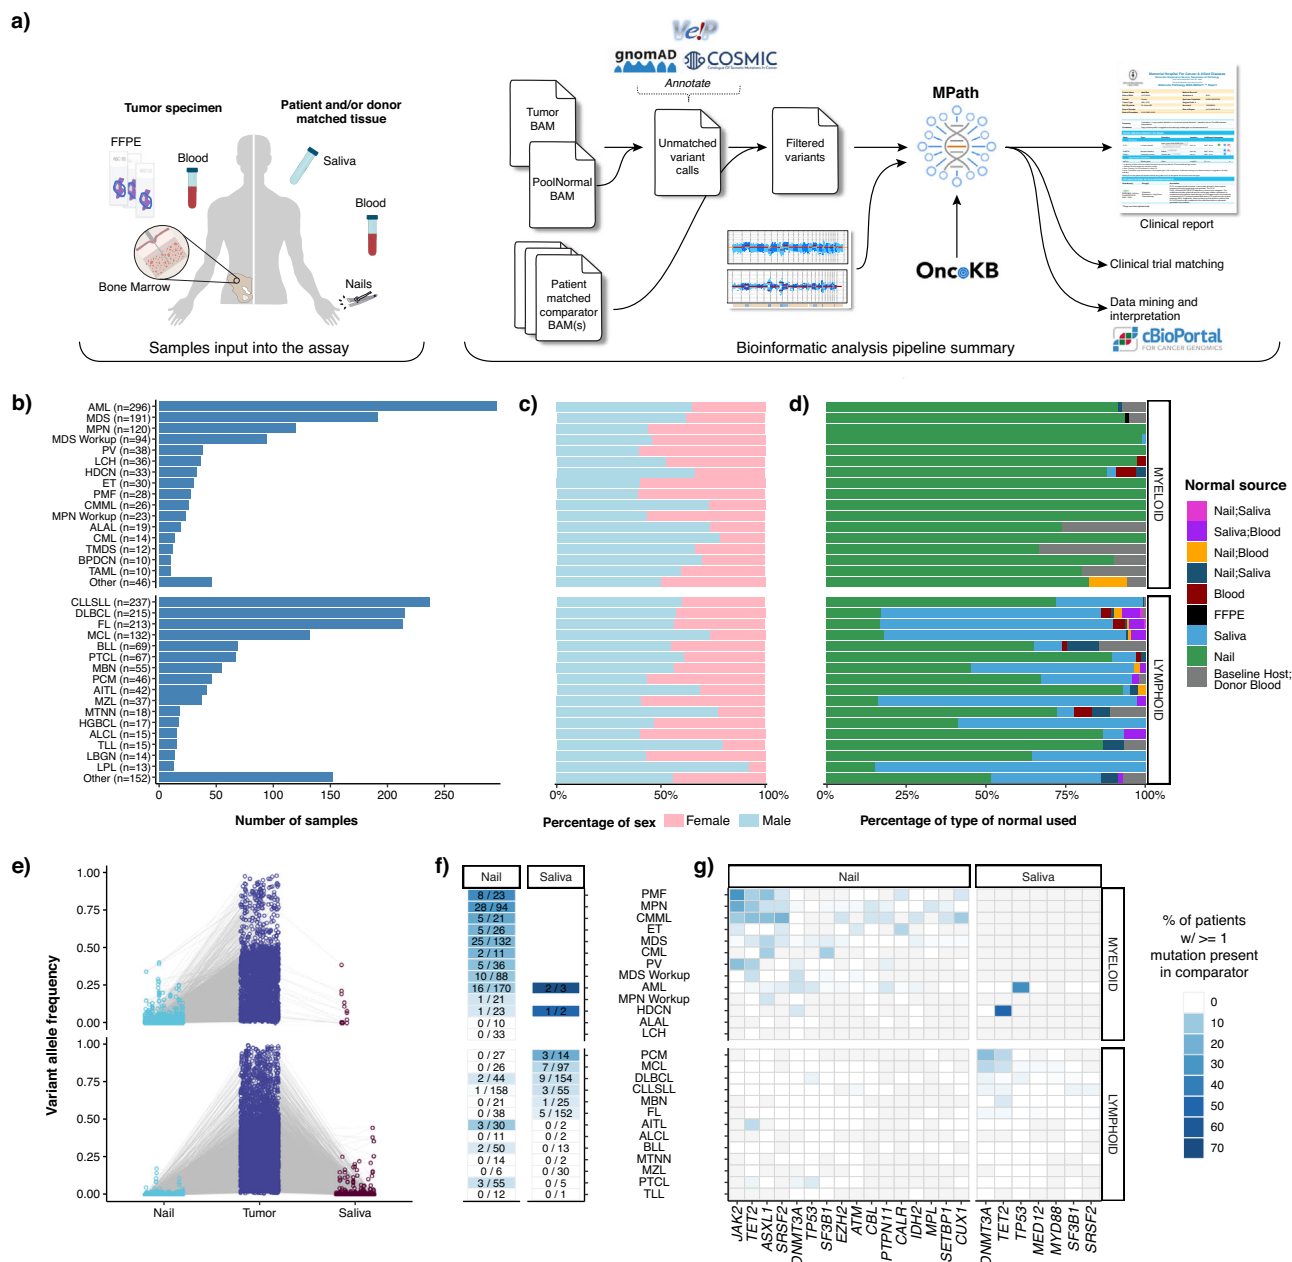 a)
Tumor specimen
Patient and/or donor
matched tissue
FFPE
Blood
Saliva
Blood
Bone Marrow
Nails
Samples input into the assay
Ve!P
gnomAD
COSMIC
Annotate
Tumor
BAM
PoolNormal
BAM
Unmatched
variant
calls
Filtered
variants
Patient
matched
comparator
BAM(s)
MPath
OncoKB
Clinical report
Clinical trial matching
Data mining and
interpretation
cBioPortal
FOR CANCER GENOMICS
Bioinformatic analysis pipeline summary
b)
AML (n=296)
MDS (n=191)
MPN (n=120)
MDS Workup (n=94)
PV (n=38)
LCH (n=36)
HDCN (n=33)
ET (n=30)
PMF (n=28)
CMML (n=26)
MPN Workup (n=23)
ALAL (n=19)
CML (n=14)
TMDS (n=12)
BPDCN (n=10)
TAML (n=10)
Other (n=46)
CLLSLL (n=237)
DLBCL (n=215)
FL (n=213)
MCL (n=132)
BLL (n=69)
PTCL (n=67)
MBN (n=55)
PCM (n=46)
AITL (n=42)
MZL (n=37)
MTNN (n=18)
HGBCL (n=17)
ALCL (n=15)
TLL (n=15)
LBGN (n=14)
LPL (n=13)
Other (n=152)
0 50 100 150 200 250
Number of samples
c)
0% 50% 100%
Percentage of sex Female Male
d)
MYELOID
LYMPHOID
0% 25% 50% 75% 100%
Percentage of type of normal used
Normal source
Nail;Saliva
Saliva;Blood
Nail;Blood
Nail;Saliva
Blood
FFPE
Saliva
Nail
Baseline Host;
Donor Blood
e)
Variant allele frequency
1.00
0.75
0.50
0.25
0.00
1.00
0.75
0.50
0.25
0.00
Nail Tumor Saliva
f)
Nail Saliva
8 / 23
28 / 94
5 / 21
5 / 26
25 / 132
2 / 11
5 / 36
10 / 88
16 / 170 2 / 3
1 / 21
1 / 23 1 / 2
0 / 10
0 / 33
0 / 27 3 / 14
0 / 26 7 / 97
2 / 44 9 / 154
1 / 158 3 / 55
0 / 21 1 / 25
0 / 38 5 / 152
3 / 30 0 / 2
0 / 11 0 / 2
2 / 50 0 / 13
0 / 14 0 / 2
0 / 6 0 / 30
3 / 55 0 / 5
0 / 12 0 / 1
g)
Nail Saliva
PMF
MPN
CMML
ET
MDS
CML
PV
MDS Workup
AML
MPN Workup
HDCN
ALAL
LCH
PCM
MCL
DLBCL
CLLSLL
MBN
FL
AITL
ALCL
BLL
MTNN
MZL
PTCL
TLL
MYELOID
LYMPHOID
JAK2 TET2 ASXL1 SRSF2 DNMT3A TP53 SF3B1 EZH2 ATM CBL PTPN11 CALR IDH2 MPL SETBP1 CUX1
DNMT3A TET2 TP53 MED12 MYD88 SF3B1 SRSF2
% of patients
w/ >= 1
mutation present
in comparator
0
10
20
30
40
50
60
70